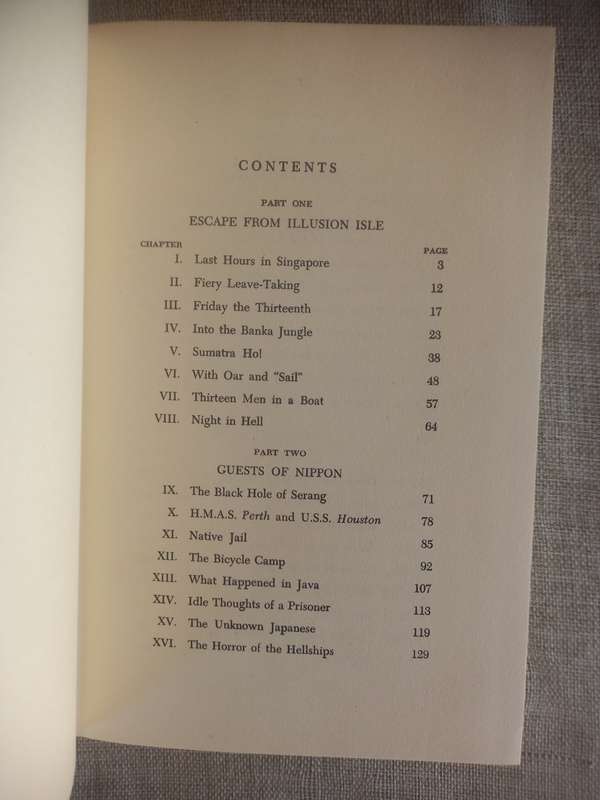 CONTENTS
PART ONE
ESCAPE FROM ILLUSION ISLE
CHAPTER PAGE
I. Last Hours in Singapore 3
II. Fiery Leave-Taking 12
III. Friday the Thirteenth 17
IV. Into the Banka Jungle 23
V. Sumatra Ho! 38
VI. With Oar and "Sail" 48
VII. Thirteen Men in a Boat 57
VIII. Night in Hell 64
PART TWO
GUESTS OF NIPPON
IX. The Black Hole of Serang 71
X. H.M.A.S. Perth and U.S.S. Houston 78
XI. Native Jail 85
XII. The Bicycle Camp 92
XIII. What Happened in Java 107
XIV. Idle Thoughts of a Prisoner 113
XV. The Unknown Japanese 119
XVI. The Horror of the Hellships 129